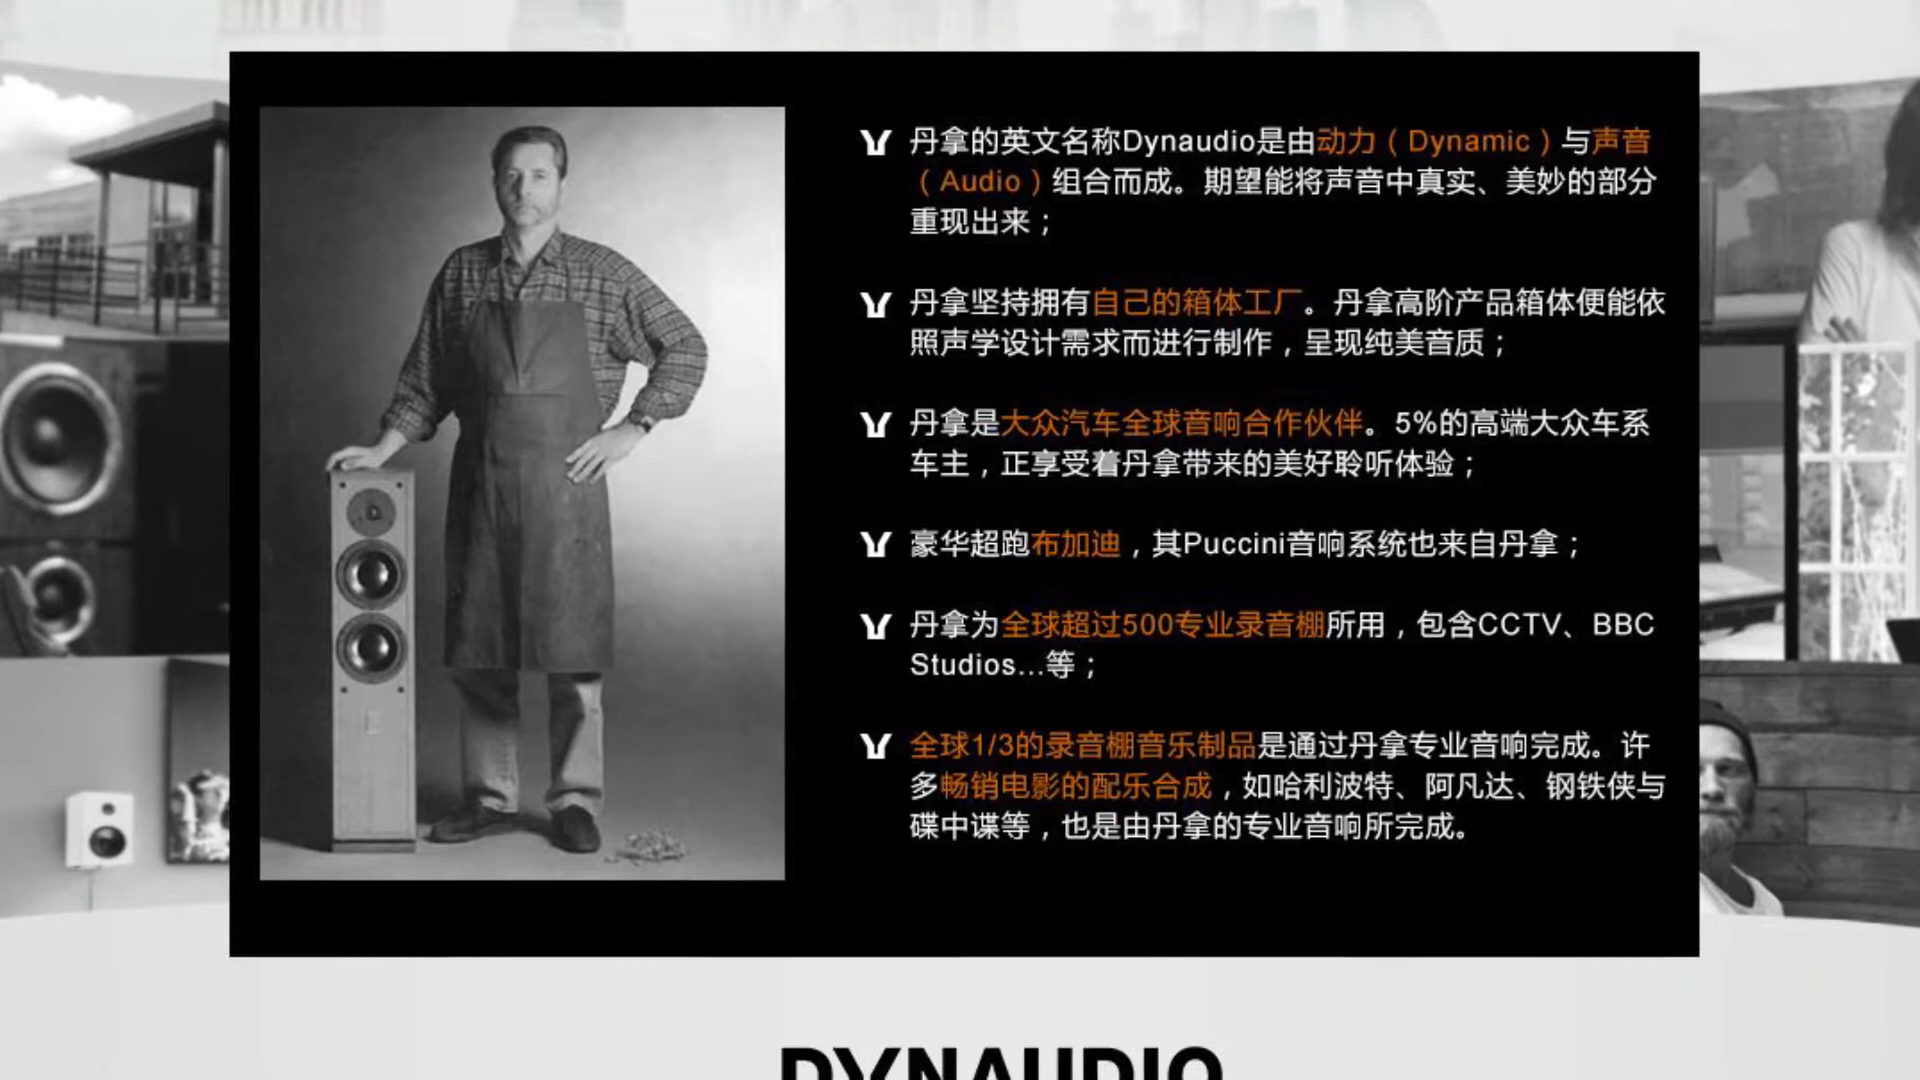 丹拿的英文名称Dynaudio是由动力（Dynamic）与声音
（Audio）组合而成。期望能将声音中真实、美妙的部分
重现出来；
丹拿坚持拥有自己的箱体工厂。丹拿高阶产品箱体便能依
照声学设计需求而进行制作，呈现纯美音质；
丹拿是大众汽车全球音响合作伙伴。5%的高端大众车系
车主，正享受着丹拿带来的美好聆听体验；
豪华超跑布加迪，其Puccini音响系统也来自丹拿；
丹拿为全球超过500专业录音棚所用，包含CCTV、BBC
Studios...等；
全球1/3的录音棚音乐制品是通过丹拿专业音响完成。许
多畅销电影的配乐合成，如哈利波特、阿凡达、钢铁侠与
碟中谍等，也是由丹拿的专业音响所完成。
DYNAUDIO